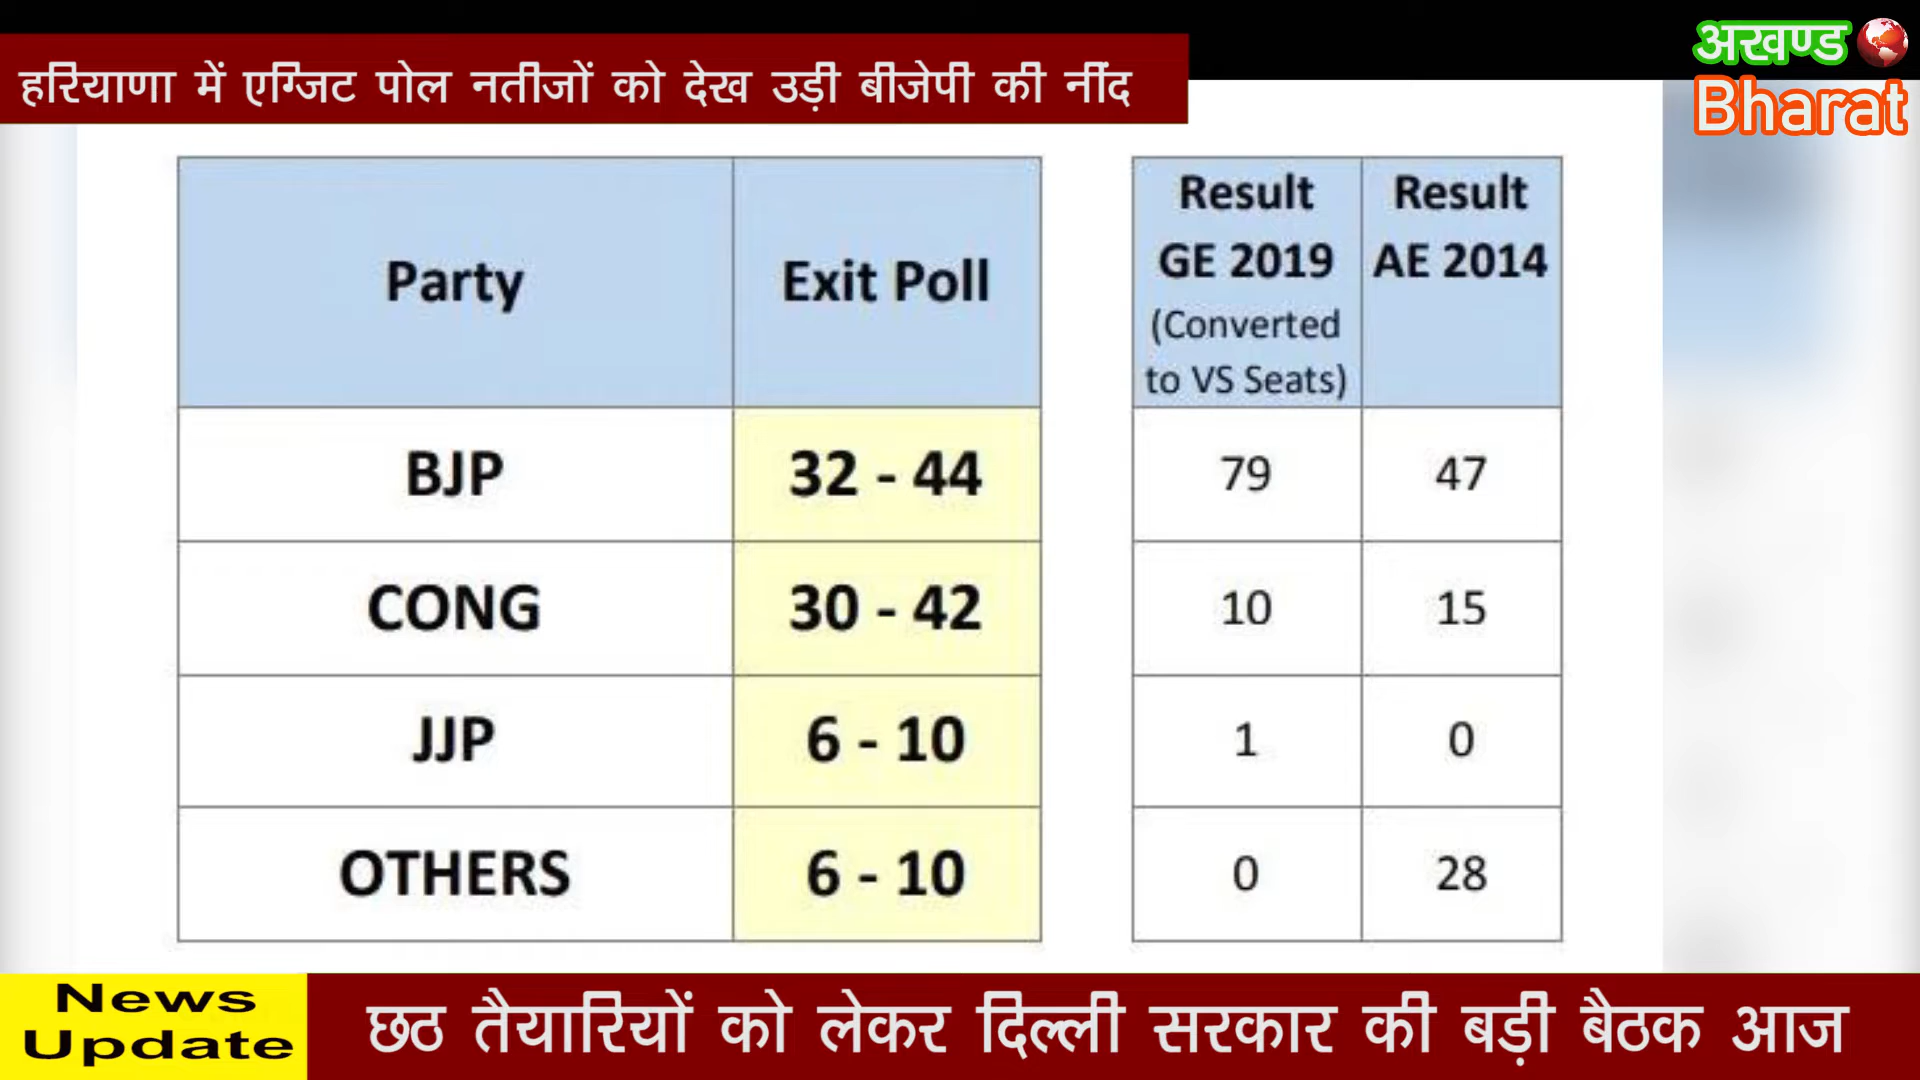 हरियाणा में एग्जिट पोल नतीजों को देख उड़ी बीजेपी की नींद
अखण्ड
Bharat
Party Exit Poll
Result GE 2019 (Converted to VS Seats)
Result AE 2014
BJP 32 - 44 79 47
CONG 30 - 42 10 15
JJP 6 - 10 1 0
OTHERS 6 - 10 0 28
News
Update
छठ तैयारियों को लेकर दिल्ली सरकार की बड़ी बैठक आज